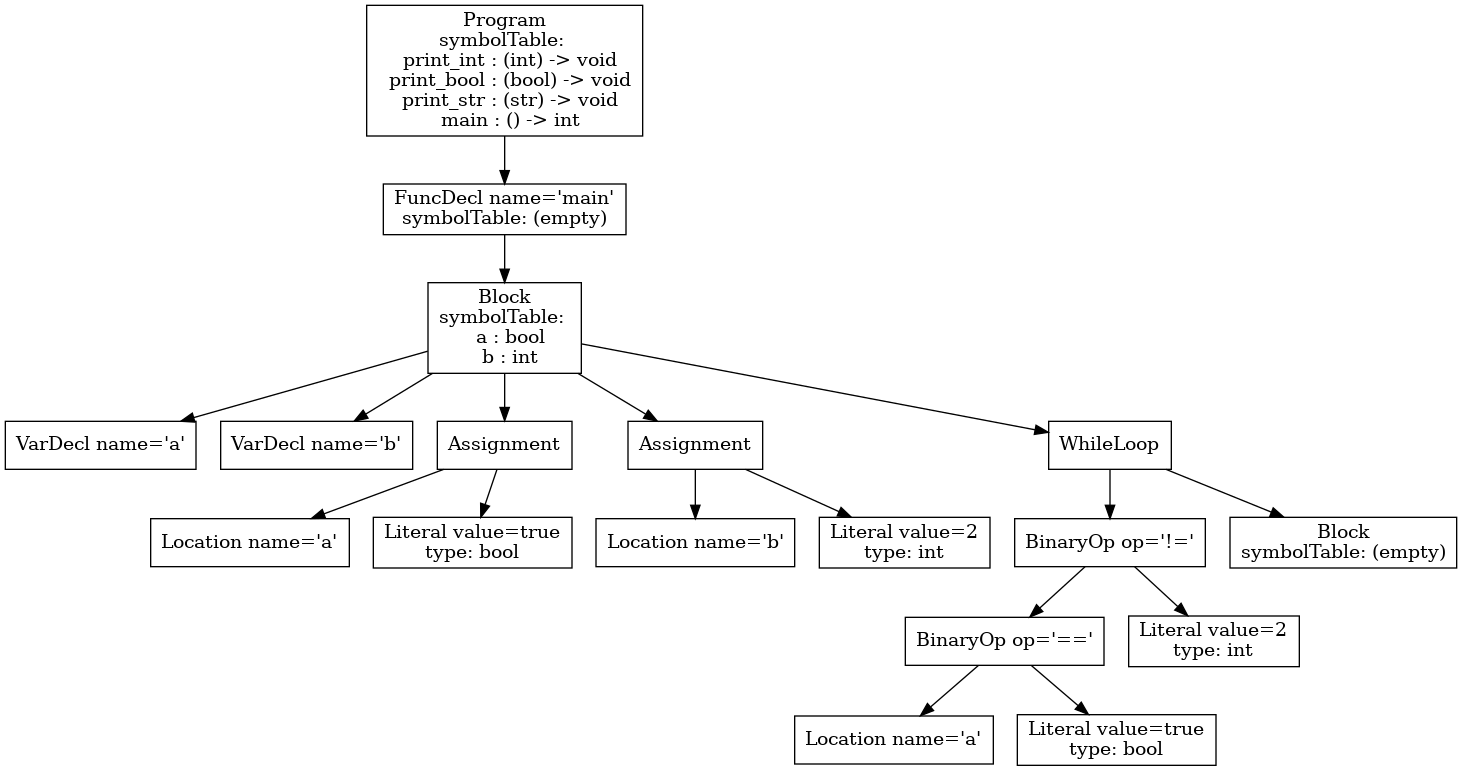 Program
symbolTable:
print_int : (int) -> void
print_bool : (bool) -> void
print_str : (str) -> void
main : () -> int
FuncDecl name='main'
symbolTable: (empty)
Block
symbolTable:
a : bool
b : int
VarDecl name='a'
VarDecl name='b'
Assignment
Assignment
WhileLoop
Location name='a'
Literal value=true
type: bool
Location name='b'
Literal value=2
type: int
BinaryOp op='!='
Block
symbolTable: (empty)
BinaryOp op='=='
Literal value=2
type: int
Location name='a'
Literal value=true
type: bool